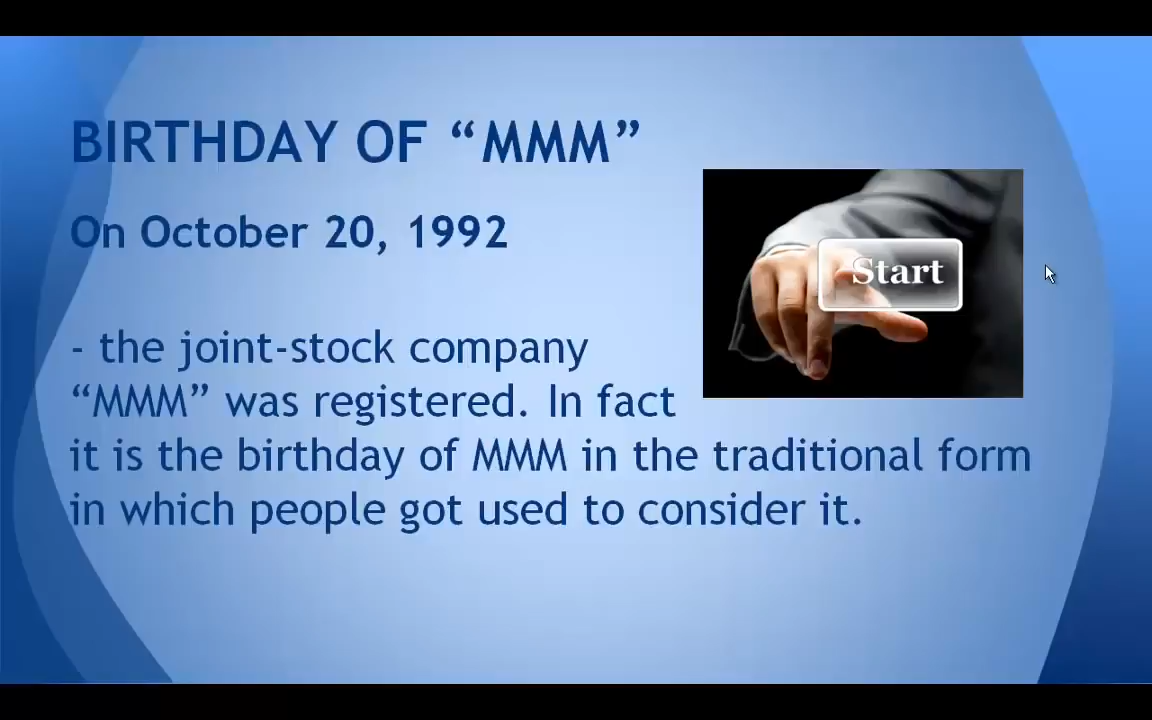 BIRTHDAY OF “MMM”
On October 20, 1992
Start
- the joint-stock company
“MMM” was registered. In fact
it is the birthday of MMM in the traditional form
in which people got used to consider it.